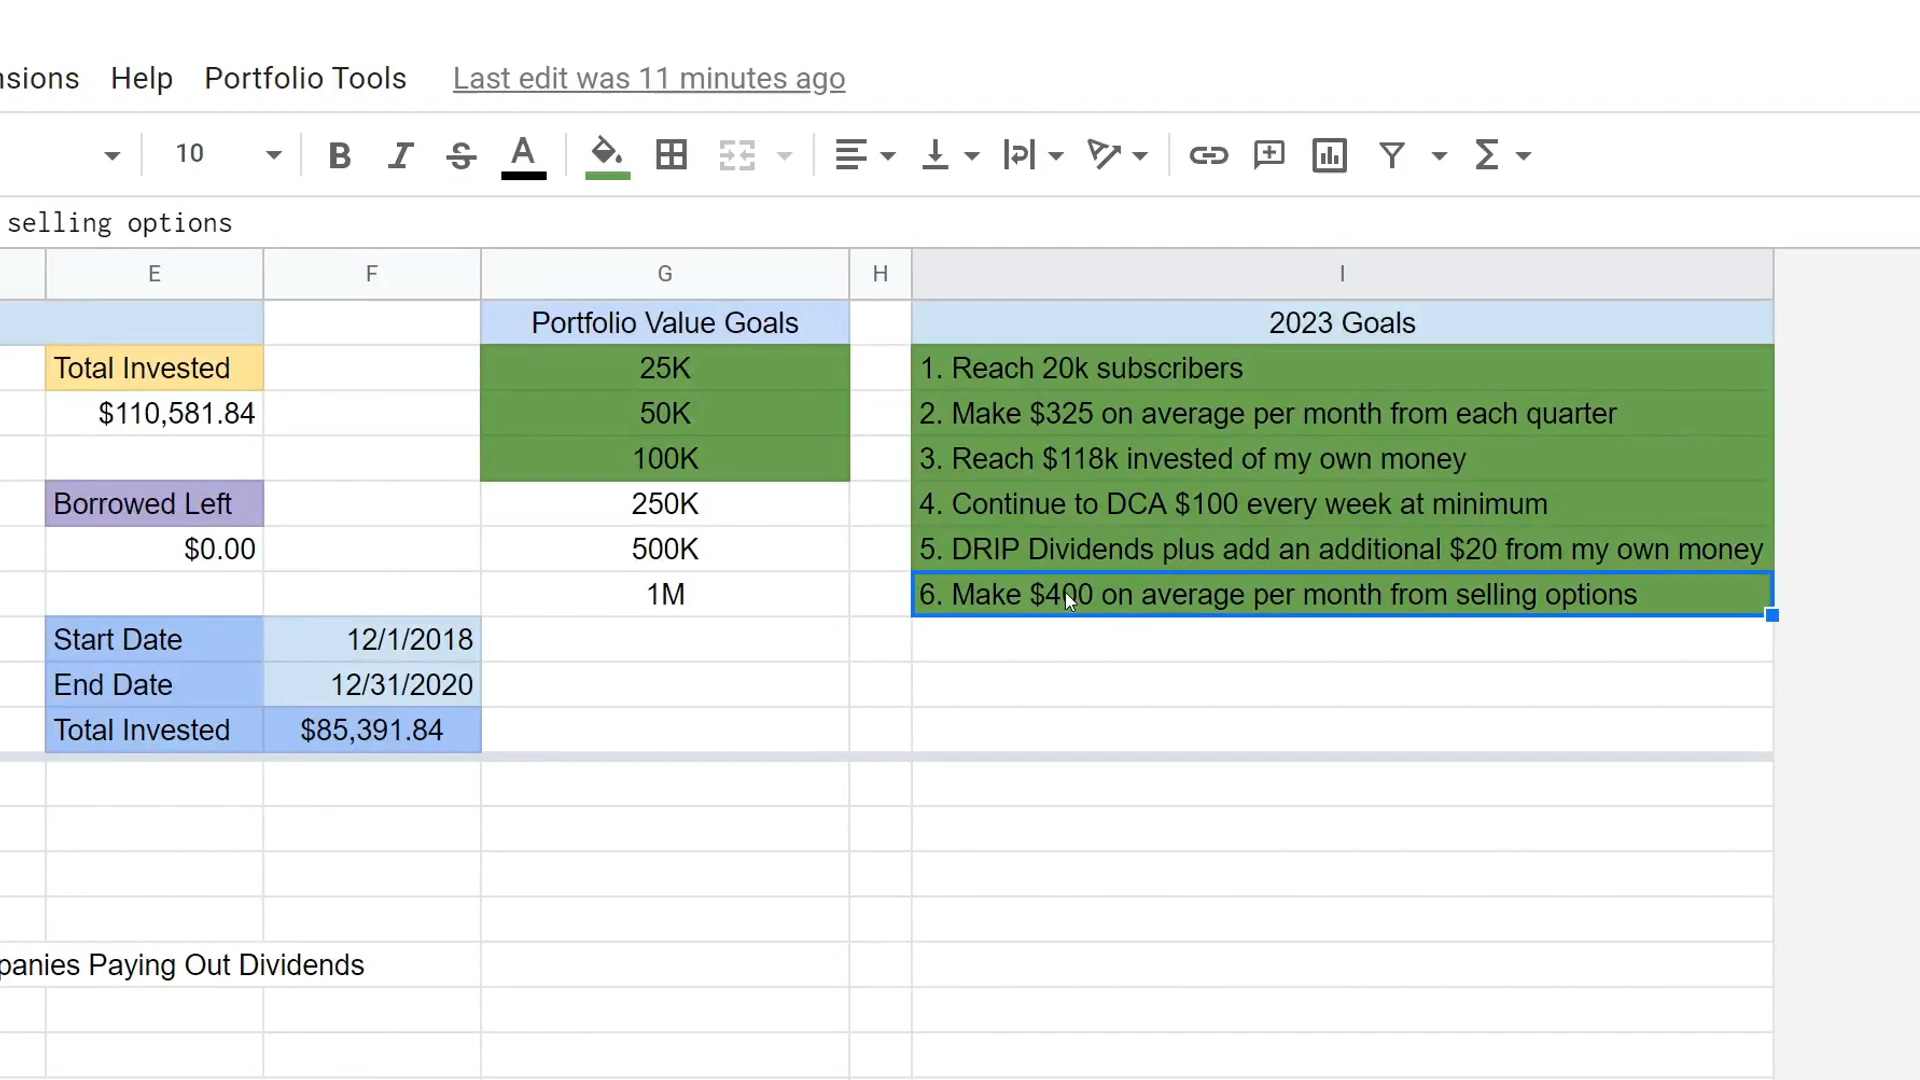 nsions Help Portfolio Tools Last edit was 11 minutes ago
10 B I S A
selling options
E F G H I
Portfolio Value Goals 2023 Goals
Total Invested 25K 1. Reach 20k subscribers
$110,581.84 50K 2. Make $325 on average per month from each quarter
100K 3. Reach $118k invested of my own money
Borrowed Left 250K 4. Continue to DCA $100 every week at minimum
$0.00 500K 5. DRIP Dividends plus add an additional $20 from my own money
1M 6. Make $400 on average per month from selling options
Start Date 12/1/2018
End Date 12/31/2020
Total Invested $85,391.84
panies Paying Out Dividends